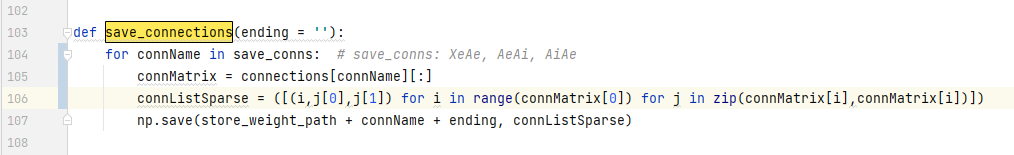 102
103 def save_connections(ending = ''):
104 for connName in save_conns:  # save_conns: XeAe, AeAi, AiAe
105 connMatrix = connections[connName][:]
106 connListSparse = ([(i,j[0],j[1]) for i in range(connMatrix[0]) for j in zip(connMatrix[i],connMatrix[i])])
107 np.save(store_weight_path + connName + ending, connListSparse)
108